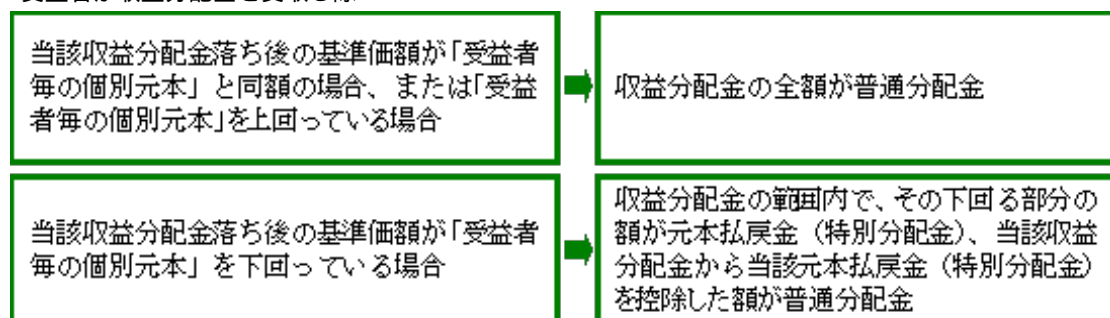 当該収益分配金落ち後の基準価額が「受益者
毎の個別元本」と同額の場合、または「受益
者毎の個別元本」を上回っている場合
収益分配金の全額が普通分配金
当該収益分配金落ち後の基準価額が「受益者
毎の個別元本」を下回っている場合
収益分配金の範囲内で、その下回る部分の
額が元本払戻金（特別分配金）、当該収益
分配金から当該元本払戻金（特別分配金）
を控除した額が普通分配金